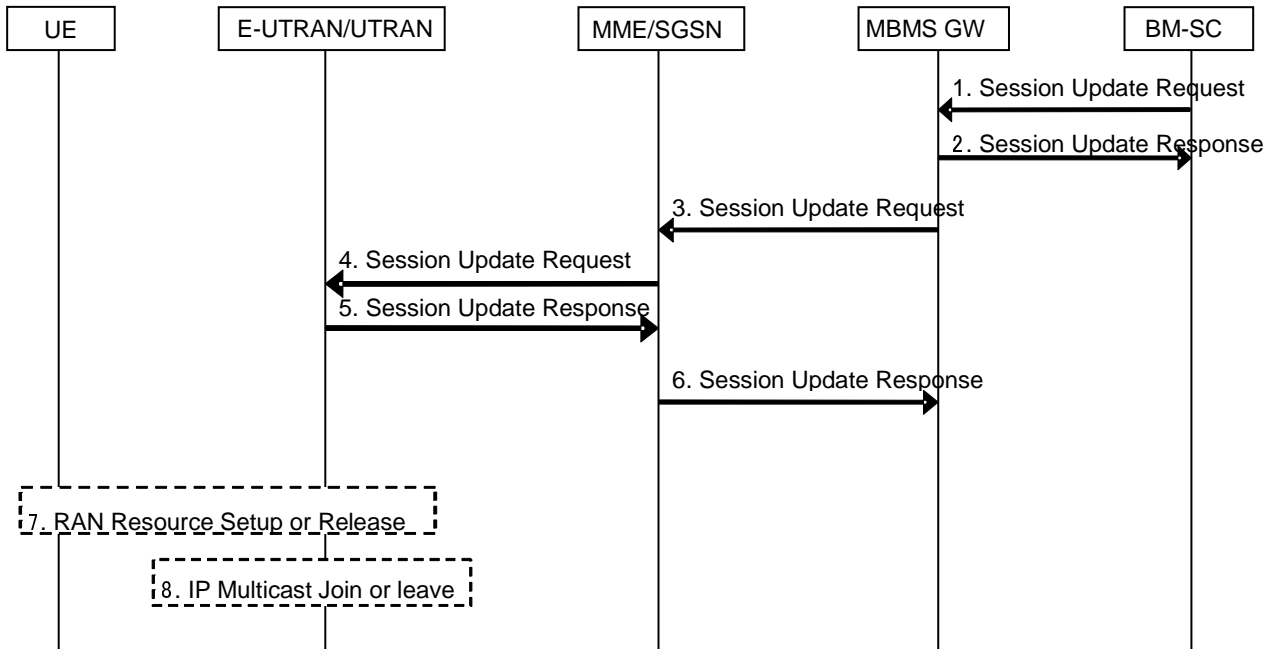 UE
E-UTRAN/UTRAN
MME/SGSN
MBMS GW
BM-SC
1. Session Update Request
2. Session Update Response
3. Session Update Request
4. Session Update Request
5. Session Update Response
6. Session Update Response
7. RAN Resource Setup or Release
8. IP Multicast Join or leave